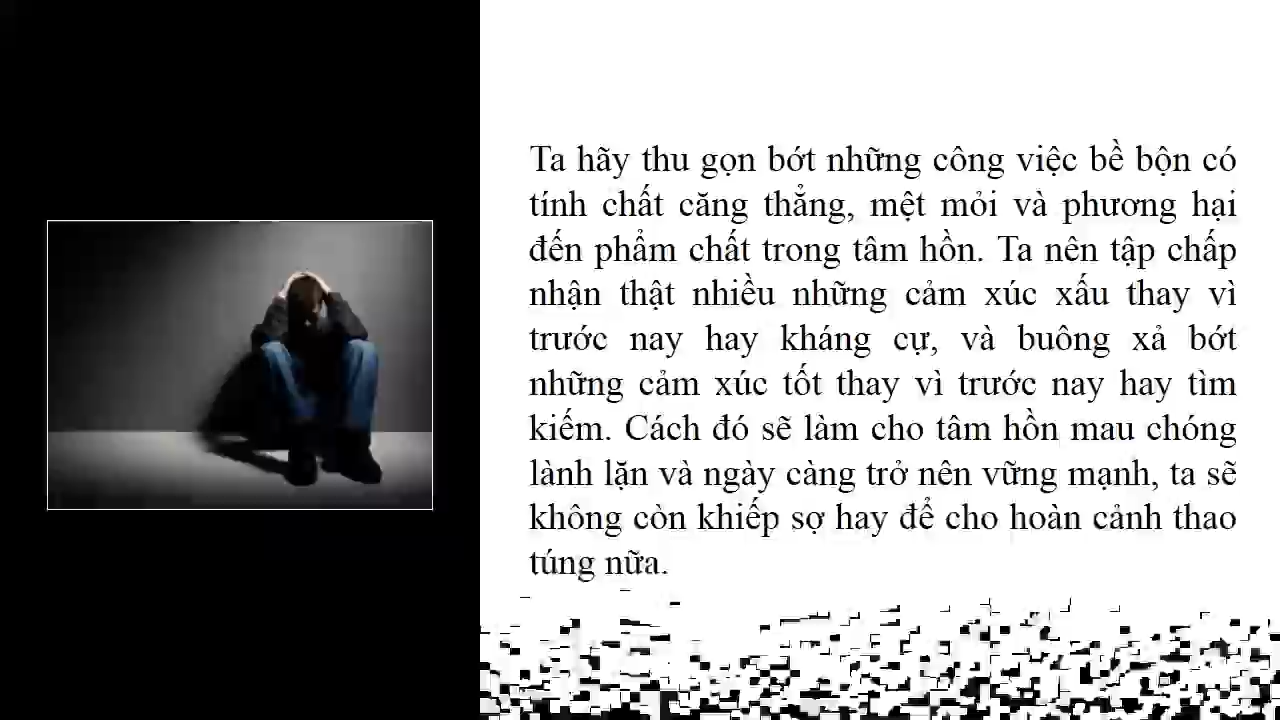 Ta hãy thu gọn bớt những công việc bề bộn có
tính chất căng thẳng, mệt mỏi và phương hại
đến phẩm chất trong tâm hồn. Ta nên tập chấp
nhận thật nhiều những cảm xúc xấu thay vì
trước nay hay kháng cự, và buông xả bớt
những cảm xúc tốt thay vì trước nay hay tìm
kiếm. Cách đó sẽ làm cho tâm hồn mau chóng
lành lặn và ngày càng trở nên vững mạnh, ta sẽ
không còn khiếp sợ hay để cho hoàn cảnh thao
túng nữa.